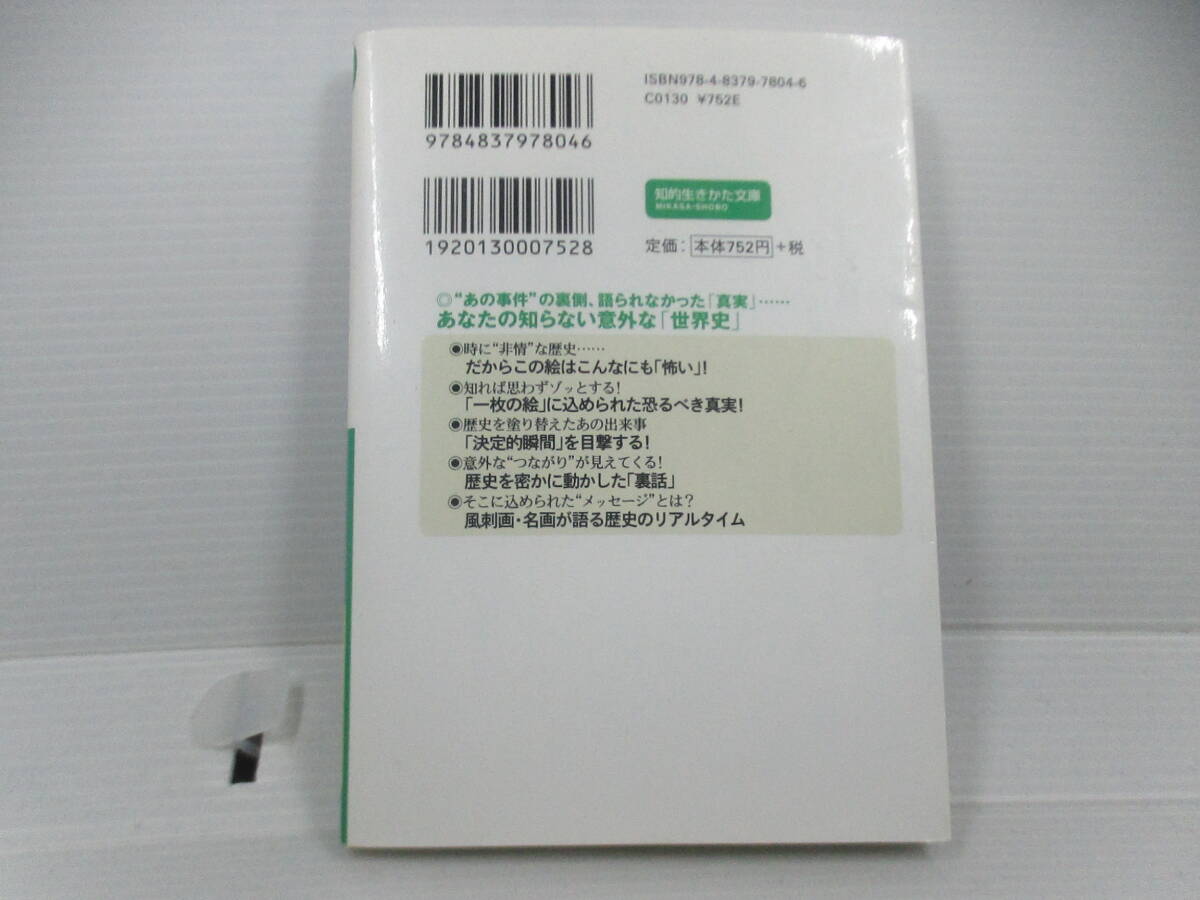 ISBN978-4-8379-7804-6
C0130 ¥752E
9784837978046
知的生きかた文庫
MIKASA-SHOBO
1920130007528
定価：本体752円+税
◎“あの事件”の裏側、語られなかった「真実」……
あなたの知らない意外な「世界史」
◉時に“非情”な歴史……
だからこの絵はこんなにも「怖い」！
◉知れば思わずゾッとする！
「一枚の絵」に込められた恐るべき真実！
◉歴史を塗り替えたあの出来事
「決定的瞬間」を目撃する！
◉意外な“つながり”が見えてくる！
歴史を密かに動かした「裏話」
◉そこに込められた“メッセージ”とは？
風刺画・名画が語る歴史のリアルタイム